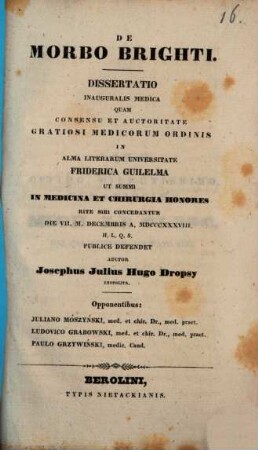 16.
DE
MORBO BRIGHTI.
DISSERTATIO
INAUGURALIS MEDICA
QUAM
CONSENSU ET AUCTORITATE
GRATIOSI MEDICORUM ORDINIS
IN
ALMA LITERARUM UNIVERSITATE
FRIDERICA GUILELMA
UT SUMMI
IN MEDICINA ET CHIRURGIA HONORES
RITE SIBI CONCEDANTUR
DIE VII. M. DECEMBRIS A. MDCCCXXXVIII.
H. L. Q. S.
PUBLICE DEFENDET
AUCTOR
Josephus Julius Hugo Dropsy
LEOPOLITA.
Opponentibus:
JULIANO MOSZYŃSKI, med. et chir. Dr., med. pract.
LUDOVICO GRABOWSKI, med. et chir. Dr., med. pract.
PAULO GRZYWIŃSKI, medic. Cand.
BEROLINI,
TYPIS NIETACKIANIS.